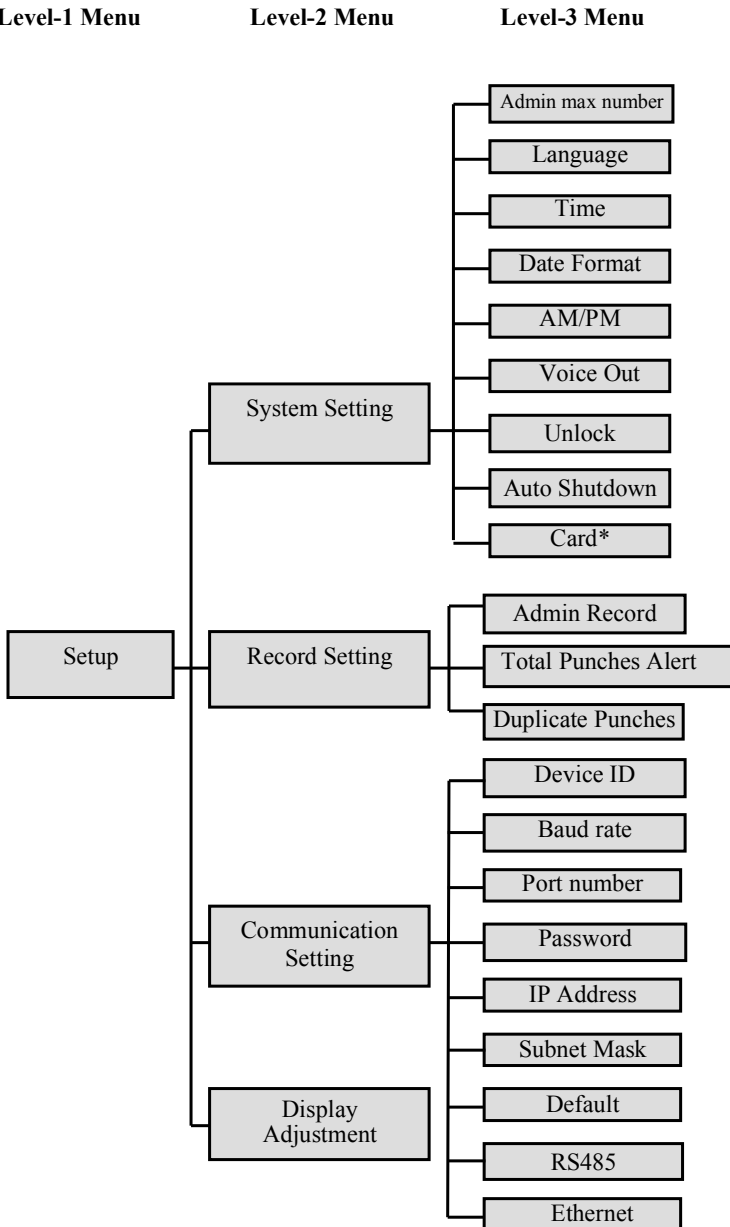 Level-1 Menu Level-2 Menu Level-3 Menu
Admin max number
Language
Time
Date Format
AM/PM
Voice Out
System Setting
Unlock
Auto Shutdown
Card*
Admin Record
Setup
Record Setting
Total Punches Alert
Duplicate Punches
Device ID
Baud rate
Port number
Communication
Setting
Password
IP Address
Subnet Mask
Display
Adjustment
Default
RS485
Ethernet